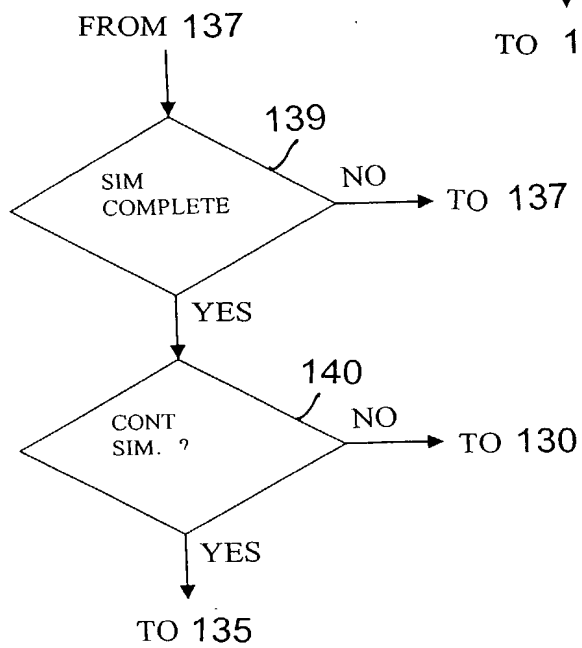 FROM 137
TO 1
139
SIM
COMPLETE
NO
TO 137
YES
140
CONT
SIM. ?
NO
TO 130
YES
TO 135